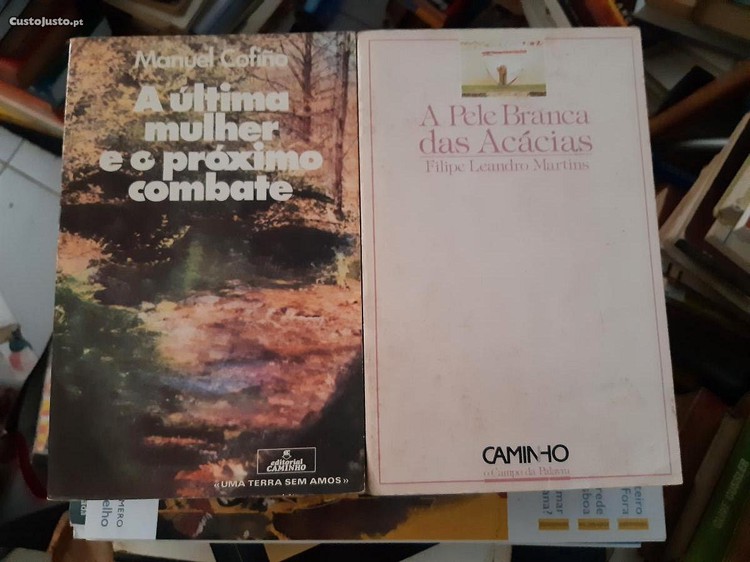 CustoJusto.pt
Manuel Cofiño
A última
mulher
e o próximo
combate
editorial
CAMINHO
«UMA TERRA SEM AMOS»
A Pele Branca
das Acácias
Filipe Leandro Martins
CAMINHO
o Campo da Palavra